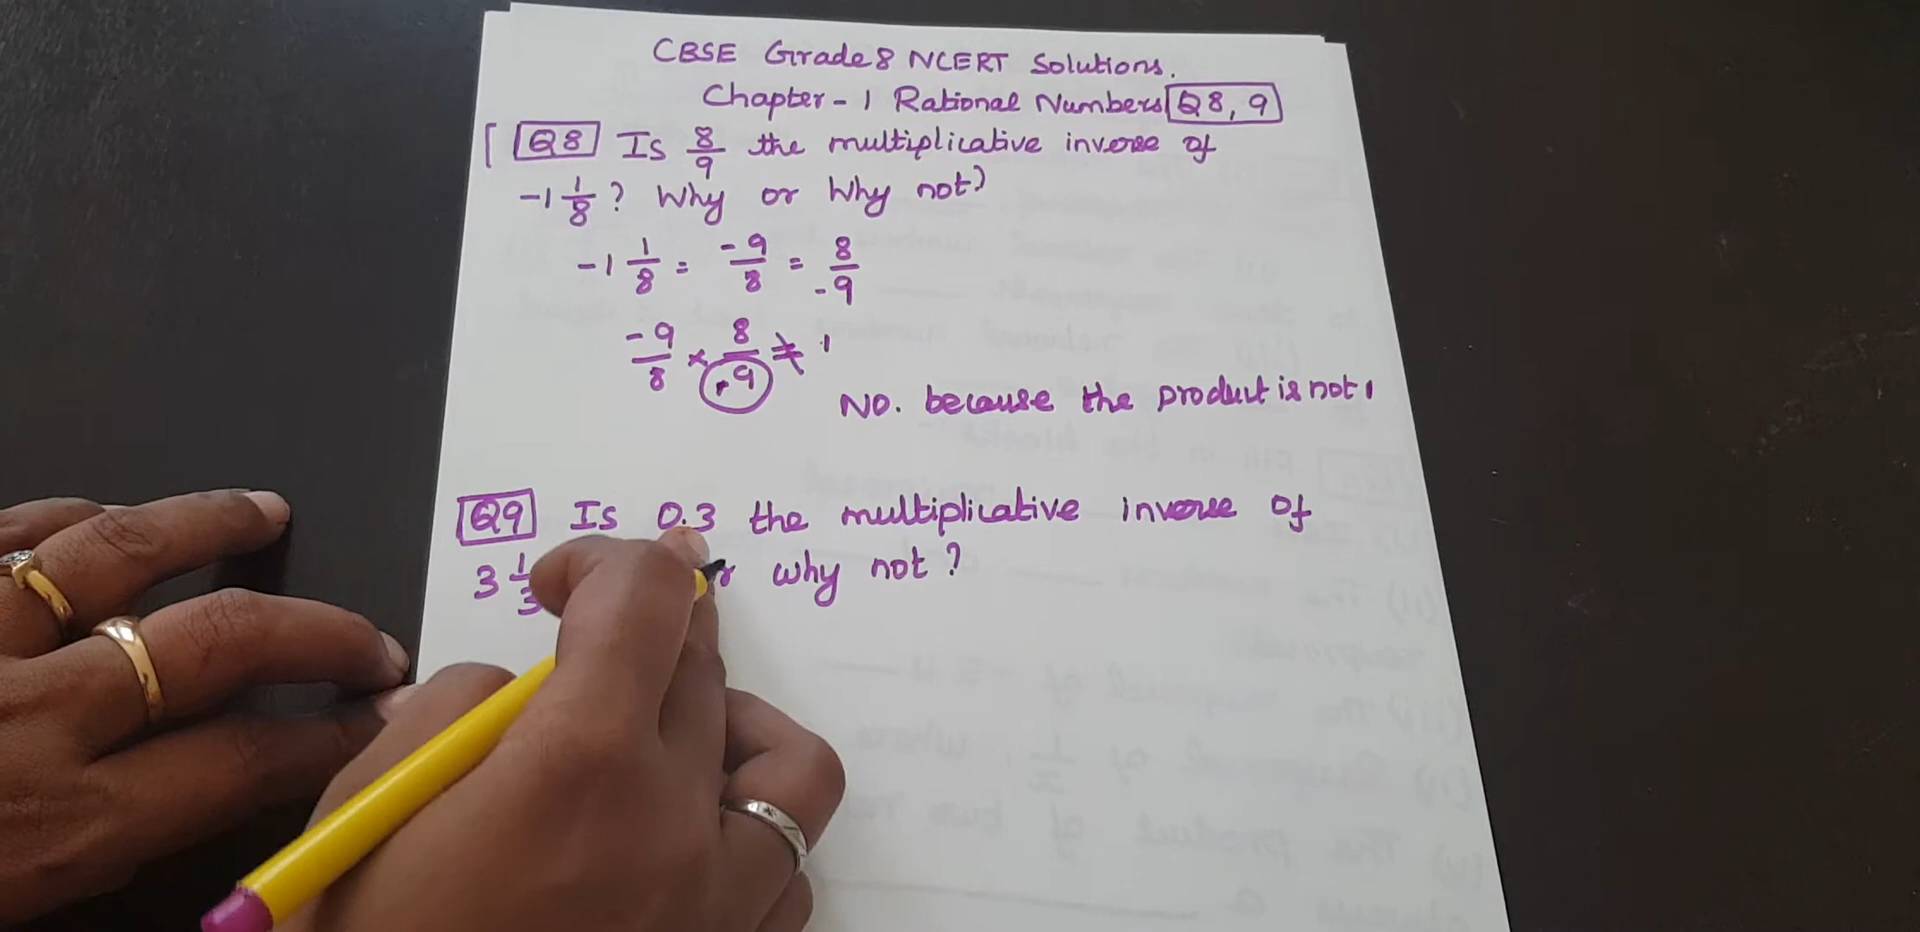 CBSE Grade 8 NCERT Solutions.
Chapter - 1 Rational Numbers Q8, 9
Q8 Is 8/9 the multiplicative inverse of
-1 1/8 ? Why or Why not?
-1 1/8 = -9/8 = 8/-9
-9/8 × 8/-9 ≠ 1
NO. because the product is not 1
Q9 Is 0.3 the multiplicative inverse of
3 1/3 why not ?